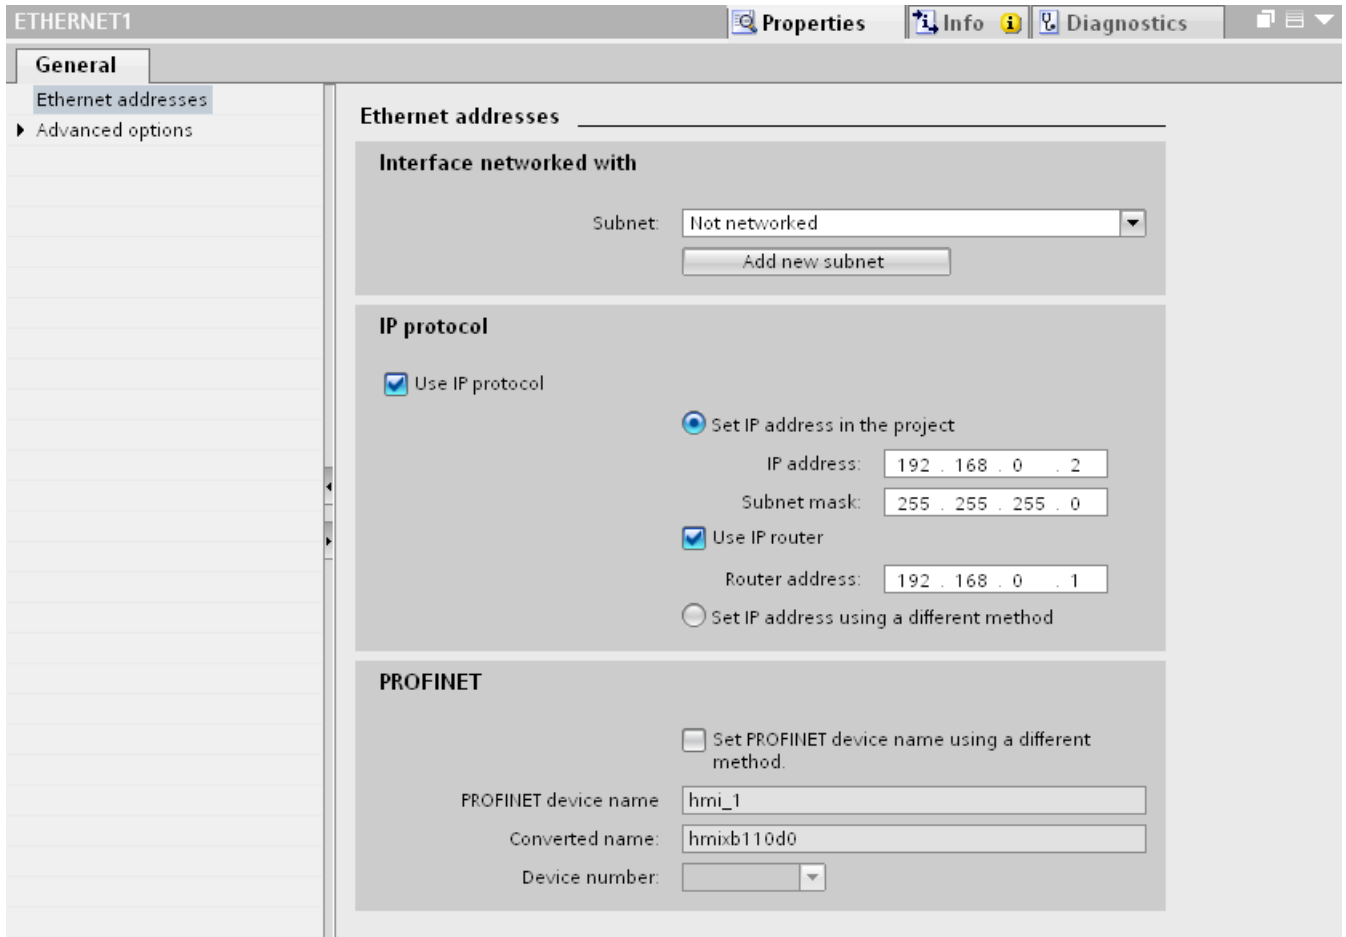 ETHERNET1
Properties
Info
Diagnostics
General
Ethernet addresses
Advanced options
Ethernet addresses
Interface networked with
Subnet: Not networked
Add new subnet
IP protocol
Use IP protocol
Set IP address in the project
IP address: 192 . 168 . 0 . 2
Subnet mask: 255 . 255 . 255 . 0
Use IP router
Router address: 192 . 168 . 0 . 1
Set IP address using a different method
PROFINET
Set PROFINET device name using a different
method.
PROFINET device name hmi_1
Converted name: hmixb110d0
Device number: